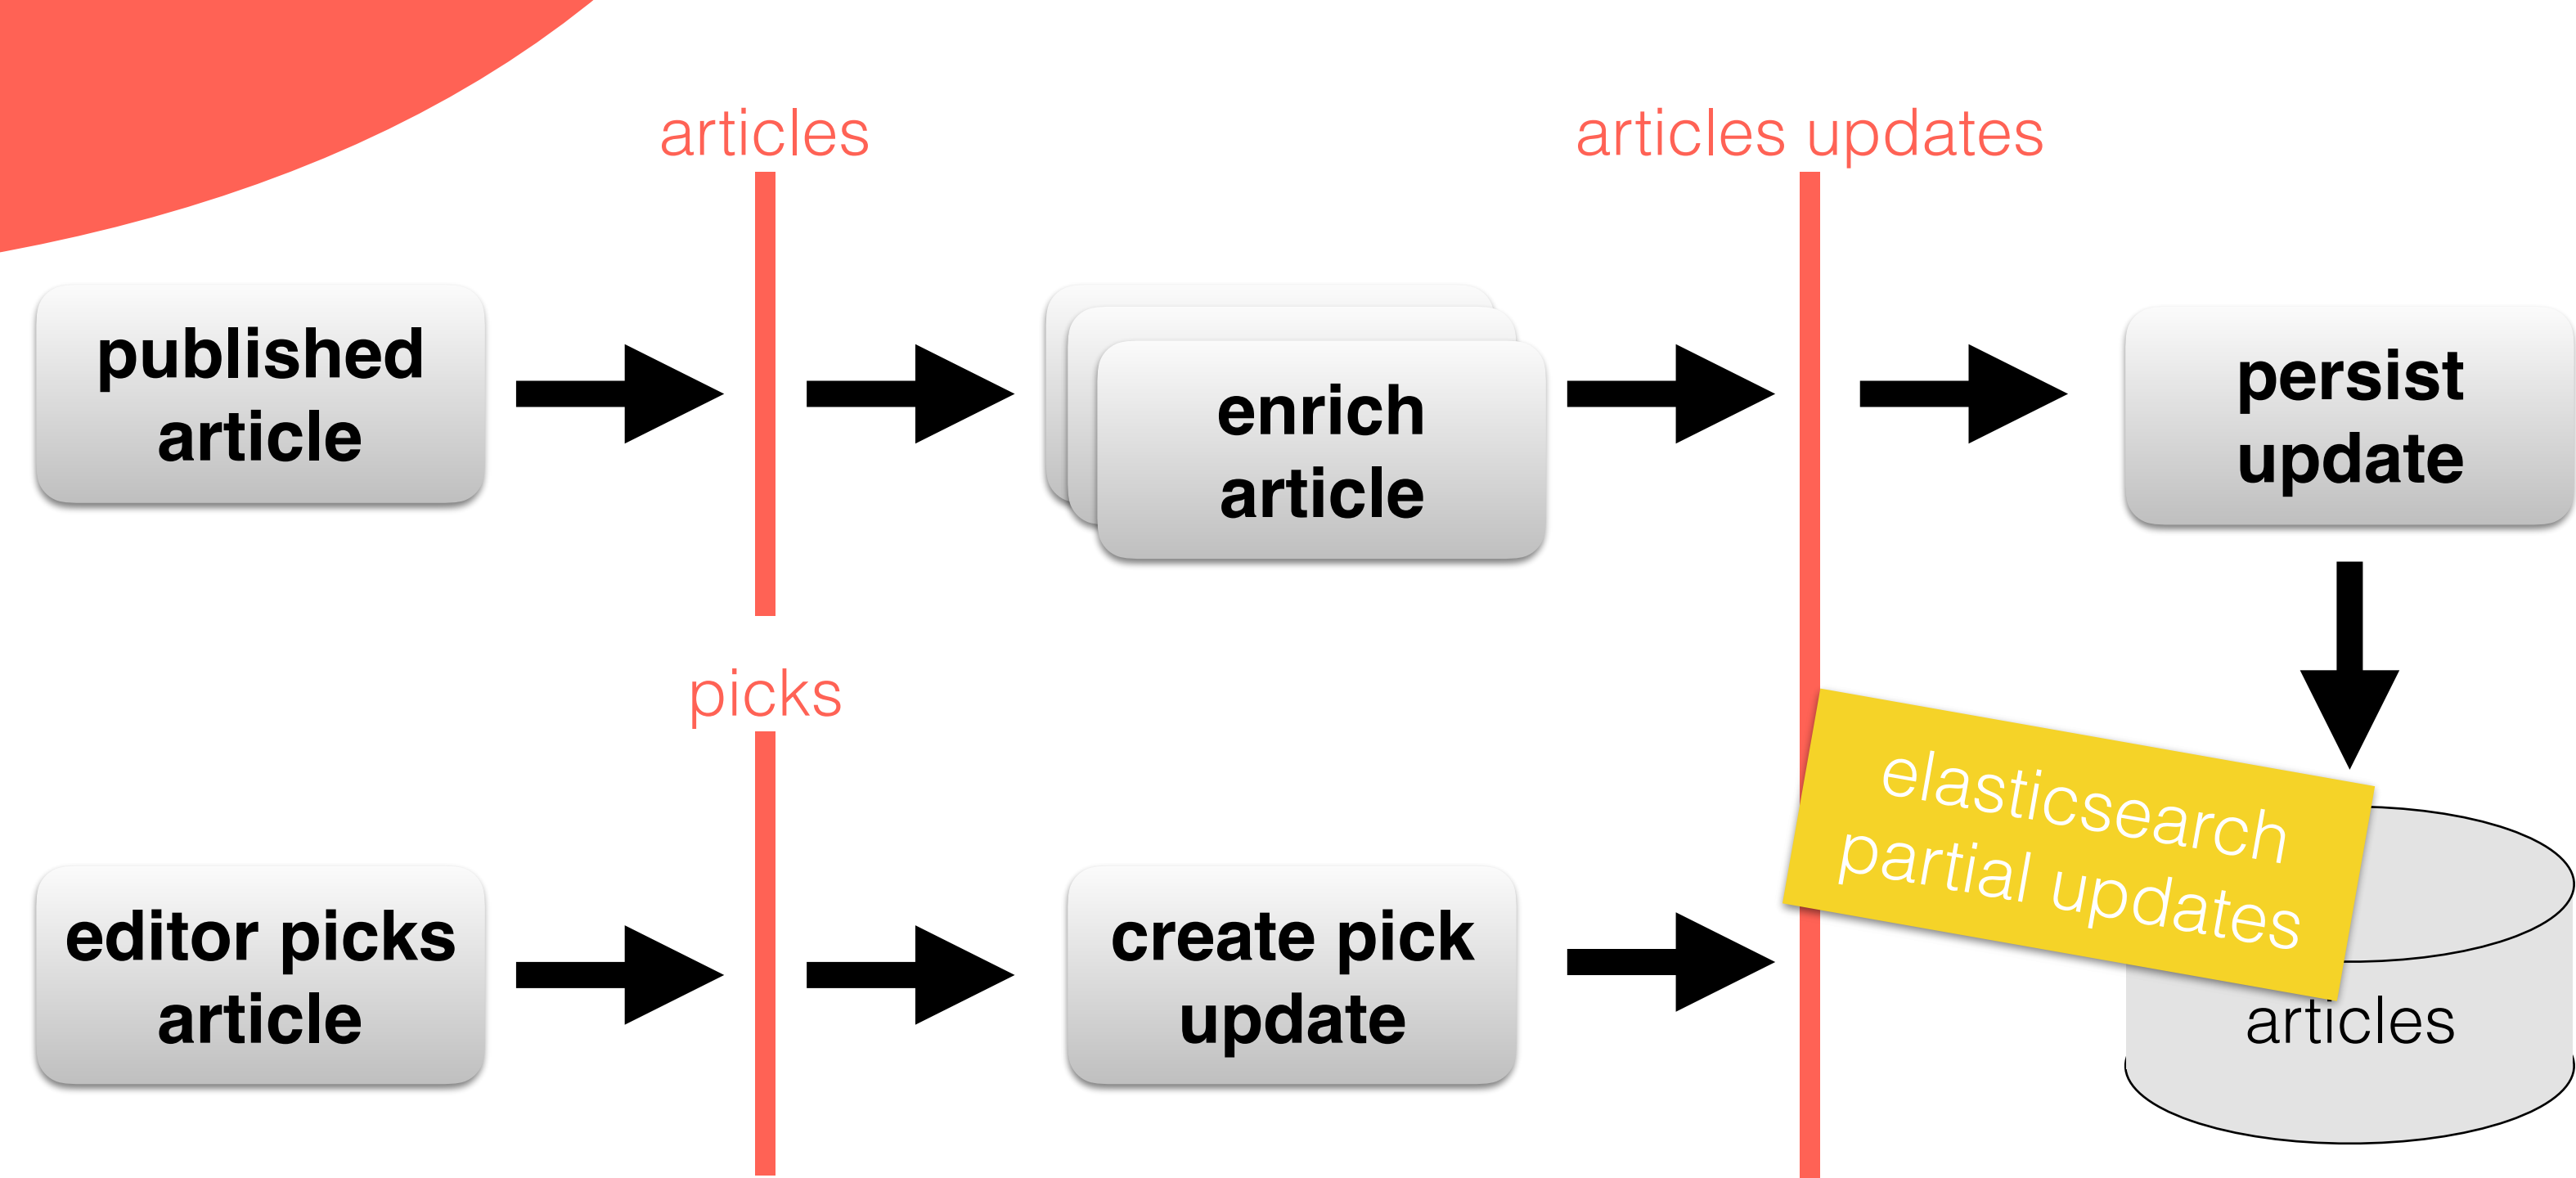 articles
articles updates
published
article
enrich
article
persist
update
picks
elasticsearch
partial updates
editor picks
article
create pick
update
articles